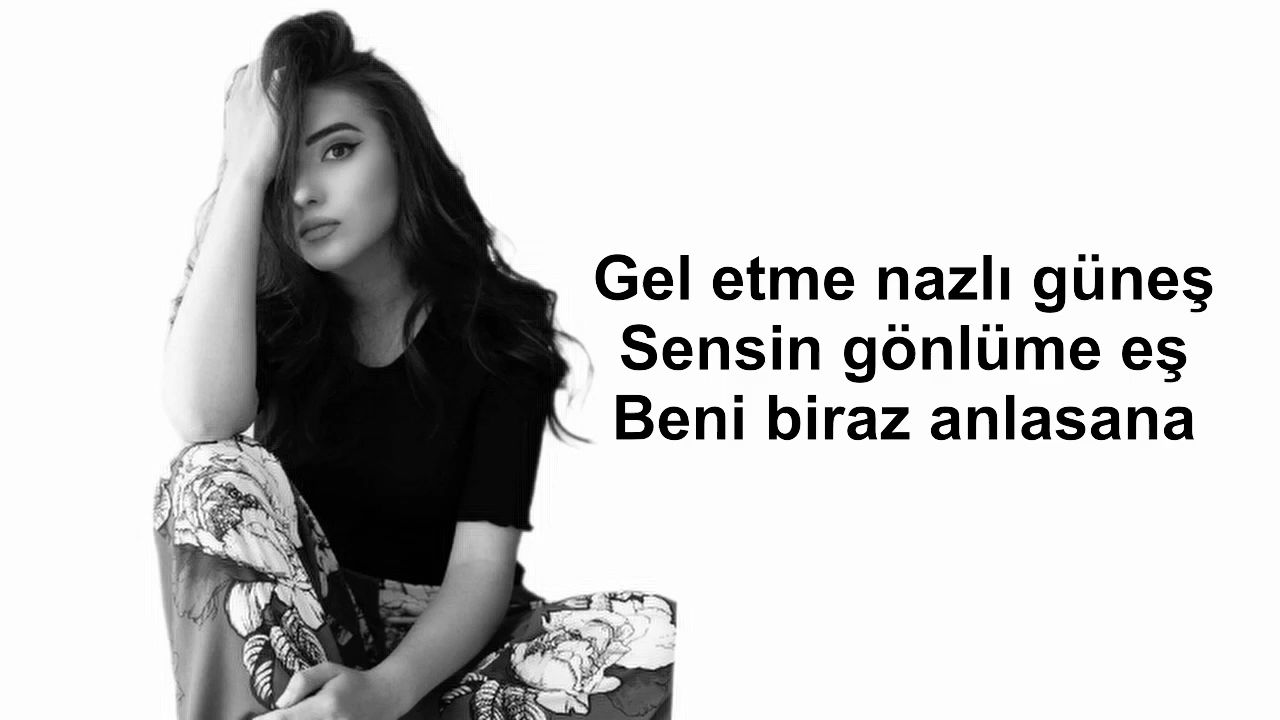 Gel etme nazlı güneş
Sensin gönlüme eş
Beni biraz anlasana